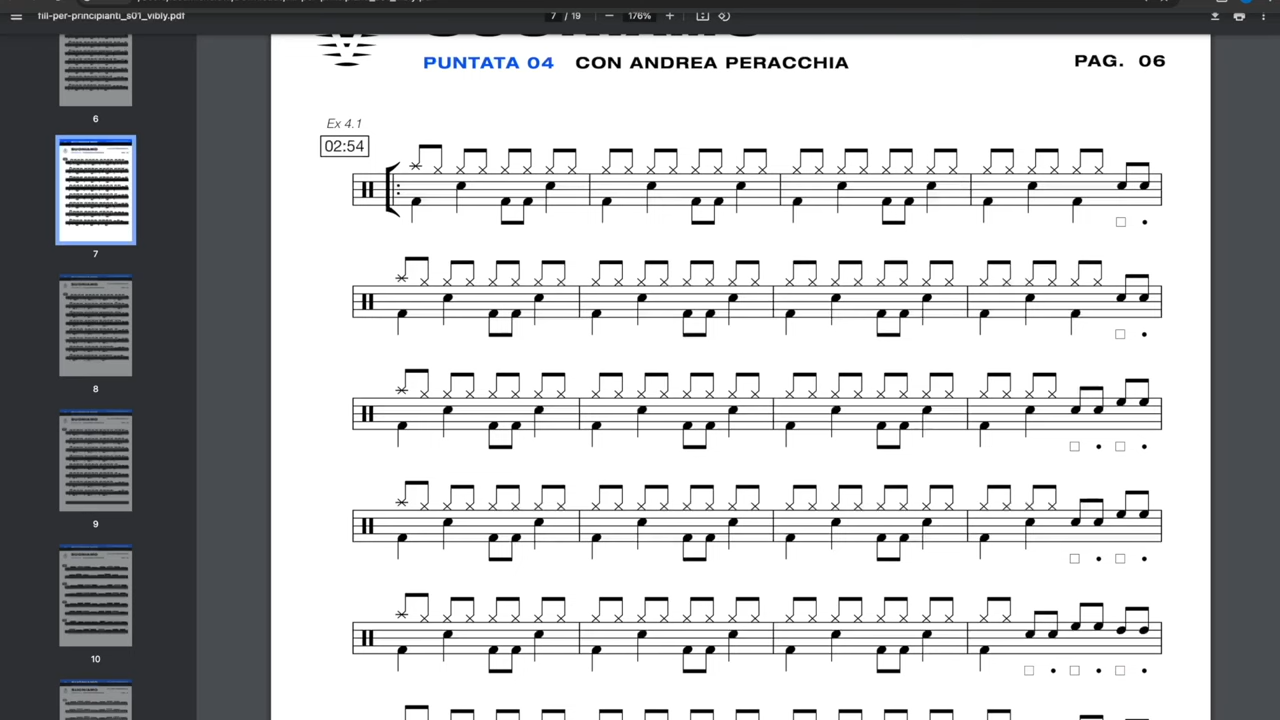 fill-per-principianti_s01_vibly.pdf
7 / 19
176%
6
7
8
9
10
PUNTATA 04 CON ANDREA PERACCHIA
PAG. 06
Ex 4.1
02:54